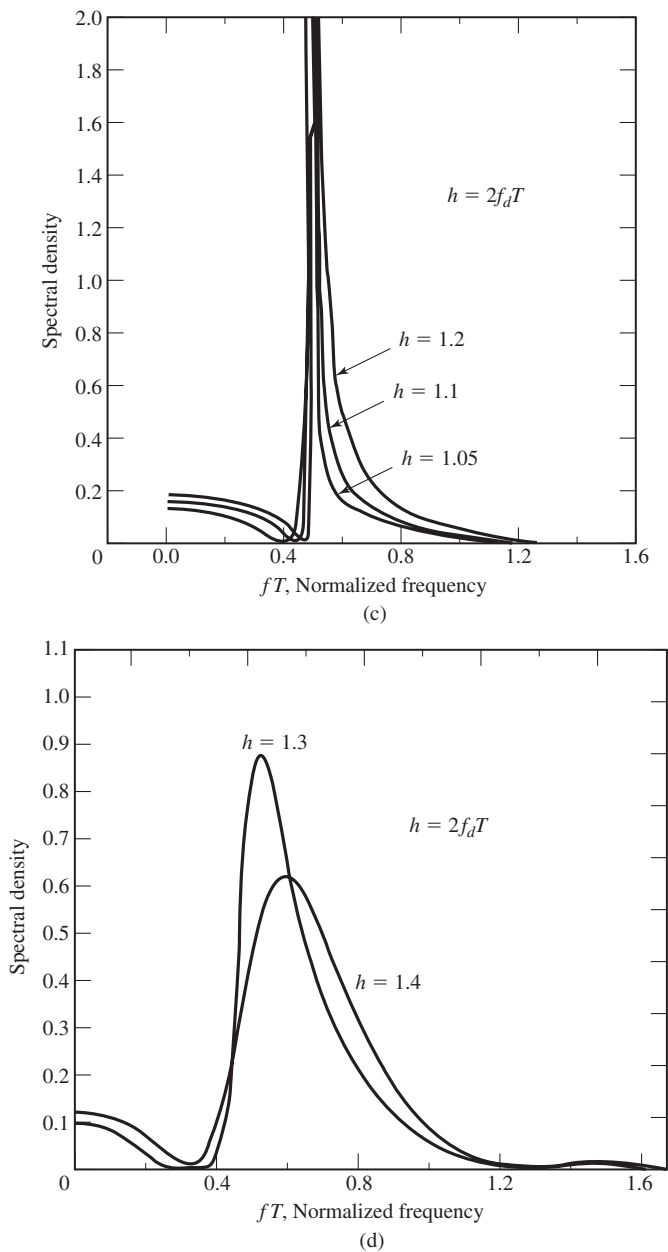 2.0
1.8
1.6
1.4
1.2
1.0
0.8
0.6
0.4
0.2
0
Spectral density
h = 2f_dT
h = 1.2
h = 1.1
h = 1.05
0.0 0.4 0.8 1.2 1.6
fT, Normalized frequency
(c)
1.1
1.0
0.9
0.8
0.7
0.6
0.5
0.4
0.3
0.2
0.1
0
Spectral density
h = 1.3
h = 2f_dT
h = 1.4
0.4 0.8 1.2 1.6
fT, Normalized frequency
(d)